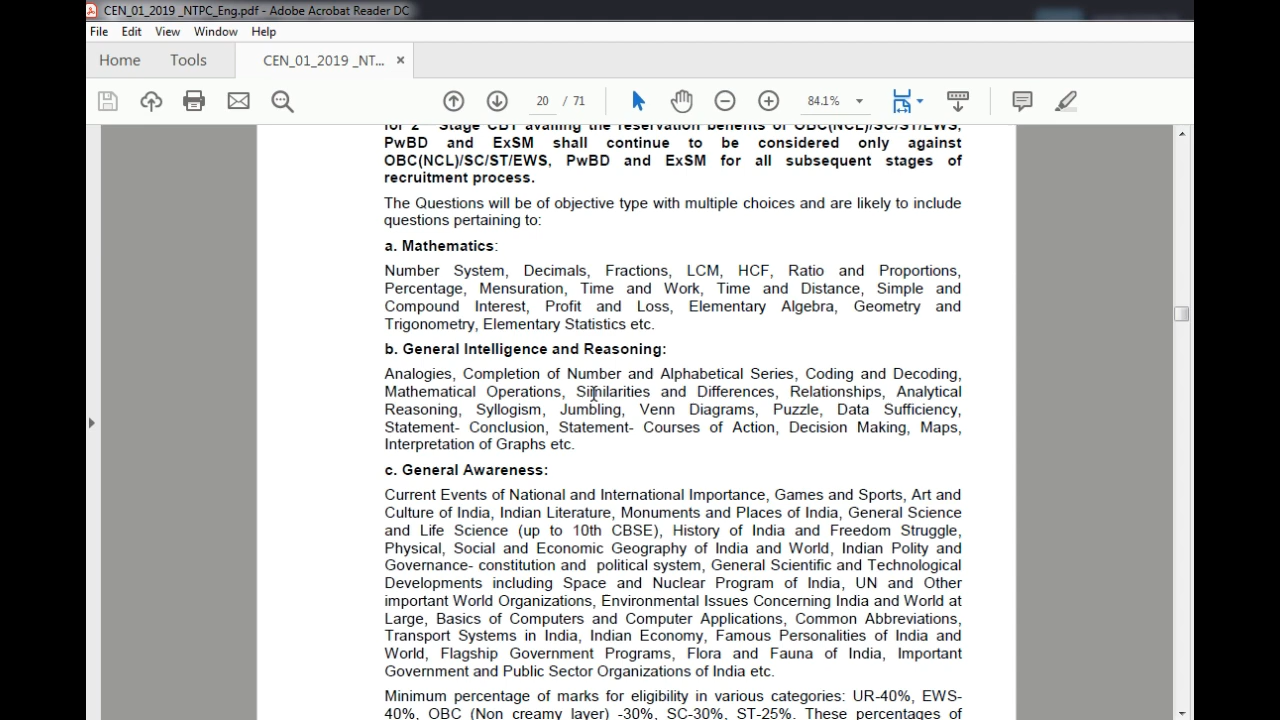 CEN_01_2019 _NTPC_Eng.pdf - Adobe Acrobat Reader DC
File Edit View Window Help
Home Tools CEN_01_2019 _NT... ×
20 / 71 84.1%
for 2 Stage CBT availing the reservation benefits of OBC(NCL)/SC/ST/EWS,
PwBD and ExSM shall continue to be considered only against
OBC(NCL)/SC/ST/EWS, PwBD and ExSM for all subsequent stages of
recruitment process.
The Questions will be of objective type with multiple choices and are likely to include
questions pertaining to:
a. Mathematics:
Number System, Decimals, Fractions, LCM, HCF, Ratio and Proportions,
Percentage, Mensuration, Time and Work, Time and Distance, Simple and
Compound Interest, Profit and Loss, Elementary Algebra, Geometry and
Trigonometry, Elementary Statistics etc.
b. General Intelligence and Reasoning:
Analogies, Completion of Number and Alphabetical Series, Coding and Decoding,
Mathematical Operations, Similarities and Differences, Relationships, Analytical
Reasoning, Syllogism, Jumbling, Venn Diagrams, Puzzle, Data Sufficiency,
Statement- Conclusion, Statement- Courses of Action, Decision Making, Maps,
Interpretation of Graphs etc.
c. General Awareness:
Current Events of National and International Importance, Games and Sports, Art and
Culture of India, Indian Literature, Monuments and Places of India, General Science
and Life Science (up to 10th CBSE), History of India and Freedom Struggle,
Physical, Social and Economic Geography of India and World, Indian Polity and
Governance- constitution and political system, General Scientific and Technological
Developments including Space and Nuclear Program of India, UN and Other
important World Organizations, Environmental Issues Concerning India and World at
Large, Basics of Computers and Computer Applications, Common Abbreviations,
Transport Systems in India, Indian Economy, Famous Personalities of India and
World, Flagship Government Programs, Flora and Fauna of India, Important
Government and Public Sector Organizations of India etc.
Minimum percentage of marks for eligibility in various categories: UR-40%, EWS-
40%, OBC (Non creamy layer) -30%, SC-30%, ST-25%. These percentages of